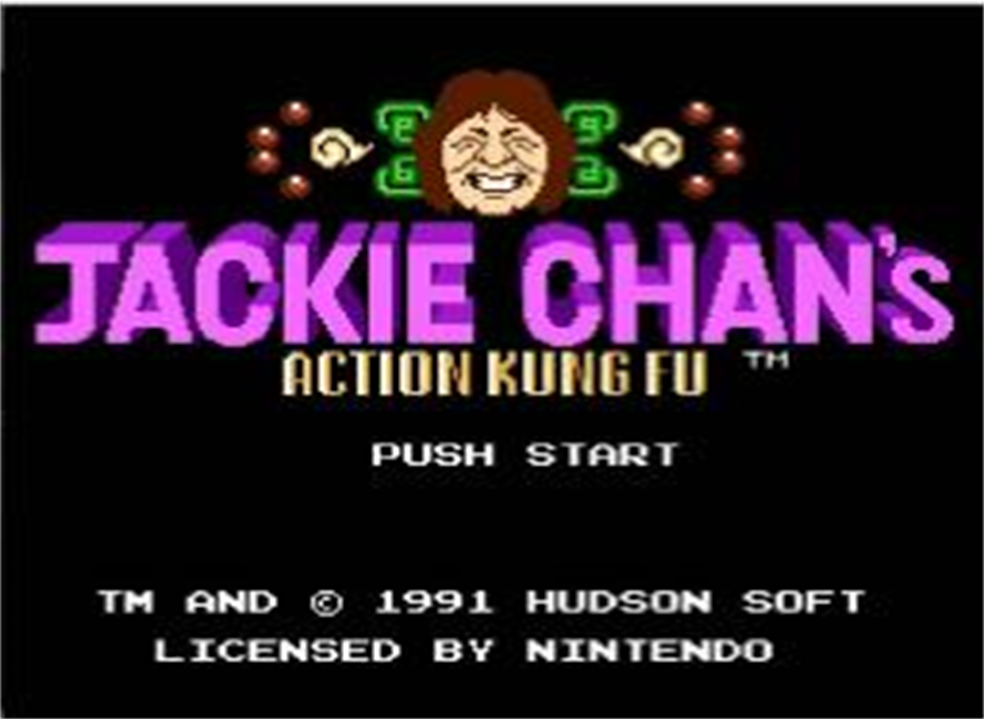 JACKIE CHAN's
ACTION KUNG FU ™
PUSH START
TM AND © 1991 HUDSON SOFT
LICENSED BY NINTENDO